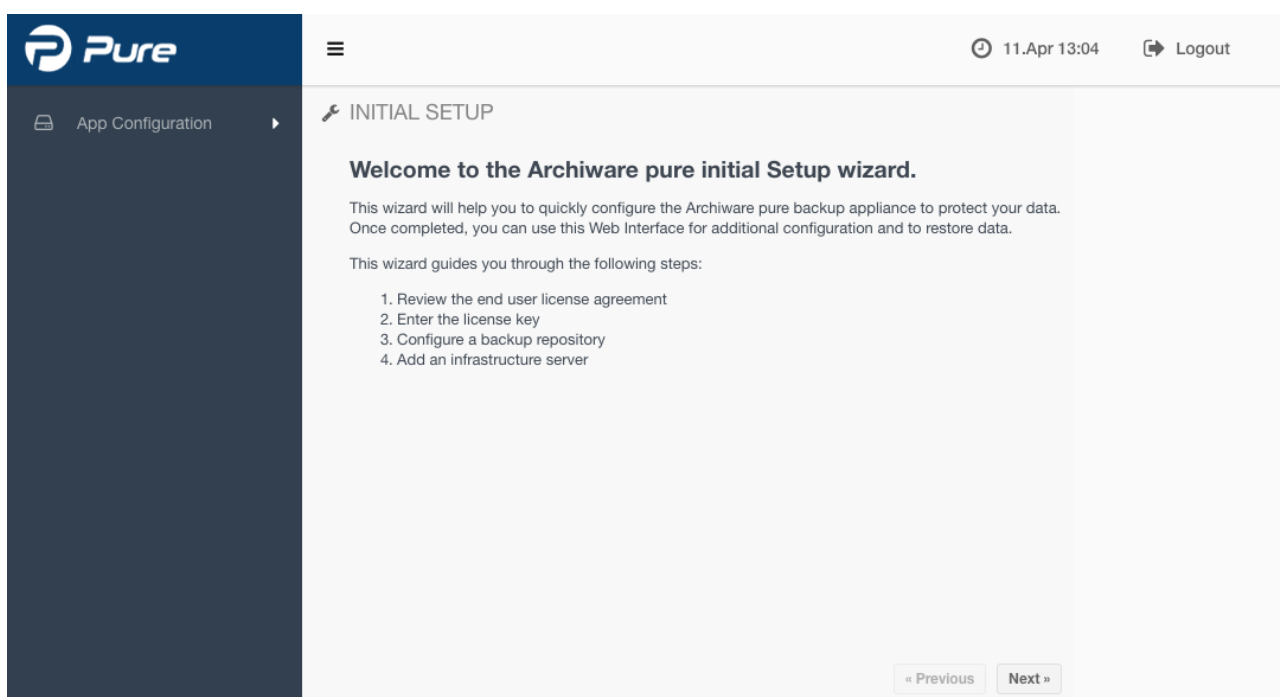 Pure
11.Apr 13:04
Logout
App Configuration
INITIAL SETUP
Welcome to the Archiware pure initial Setup wizard.
This wizard will help you to quickly configure the Archiware pure backup appliance to protect your data.
Once completed, you can use this Web Interface for additional configuration and to restore data.
This wizard guides you through the following steps:
1. Review the end user license agreement
2. Enter the license key
3. Configure a backup repository
4. Add an infrastructure server
« Previous
Next »